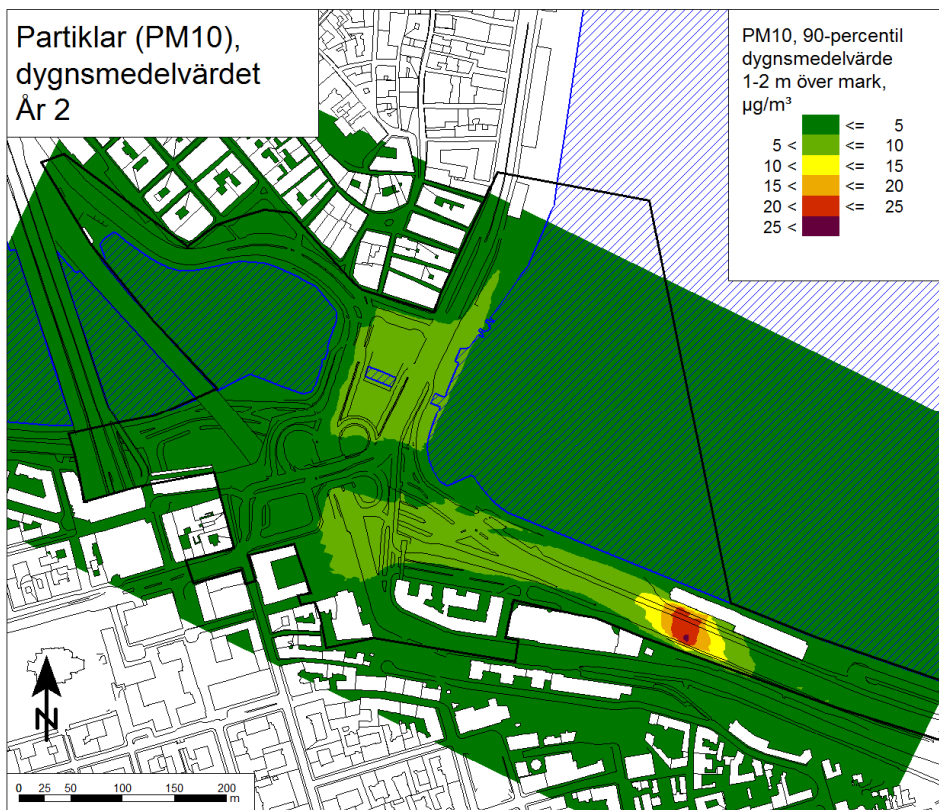 Partiklar (PM10),
dygnsmedelvärdet
År 2
PM10, 90-percentil
dygnsmedelvärde
1-2 m över mark,
µg/m³
<= 5
5 < <= 10
10 < <= 15
15 < <= 20
20 < <= 25
25 <
N
0 25 50 100 150 200
m